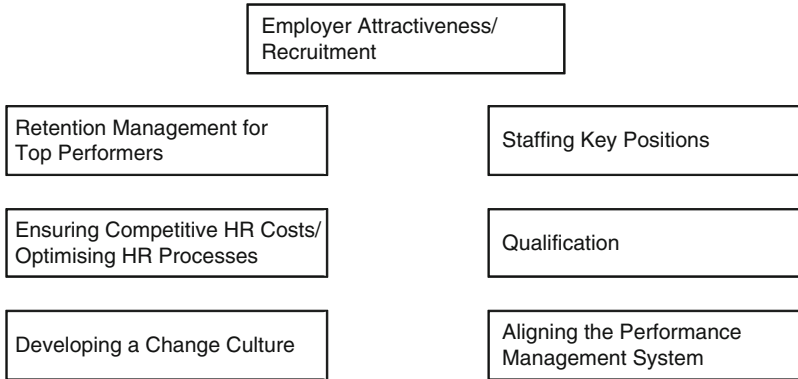 Employer Attractiveness/
Recruitment
Retention Management for
Top Performers
Staffing Key Positions
Ensuring Competitive HR Costs/
Optimising HR Processes
Qualification
Developing a Change Culture
Aligning the Performance
Management System